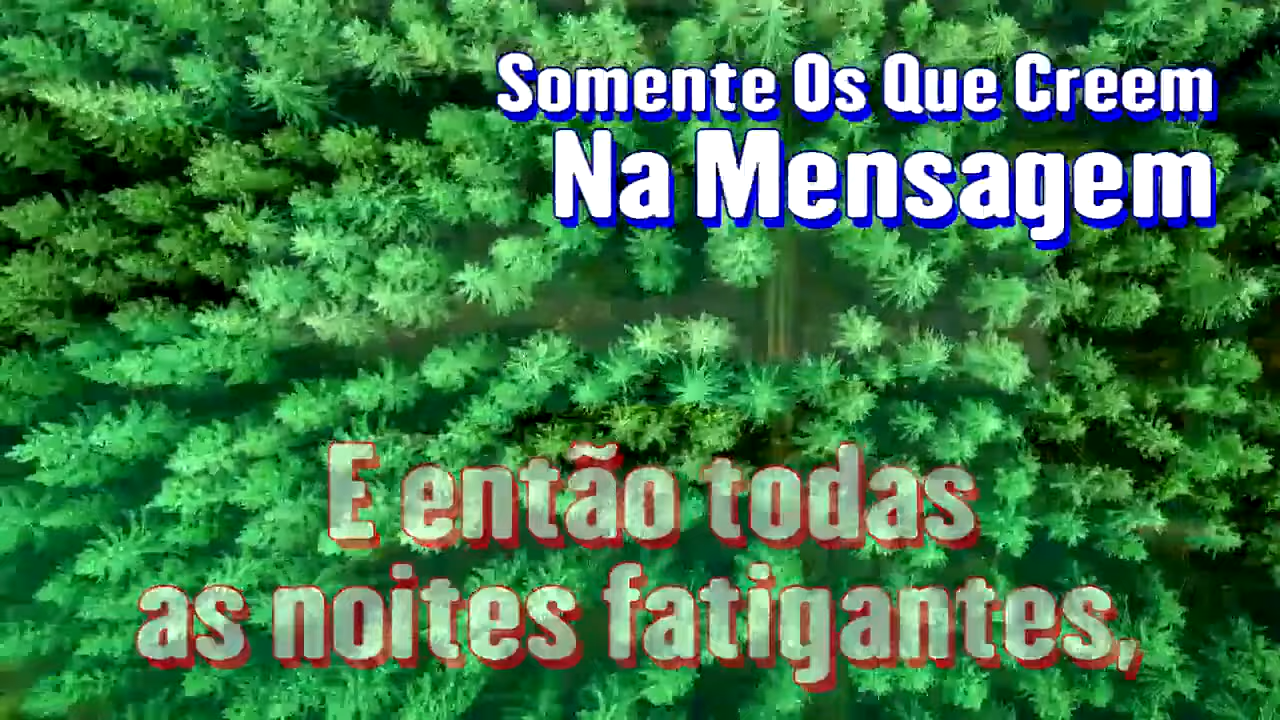 Somente Os Que Creem
Na Mensagem
E então todas
as noites fatigantes,